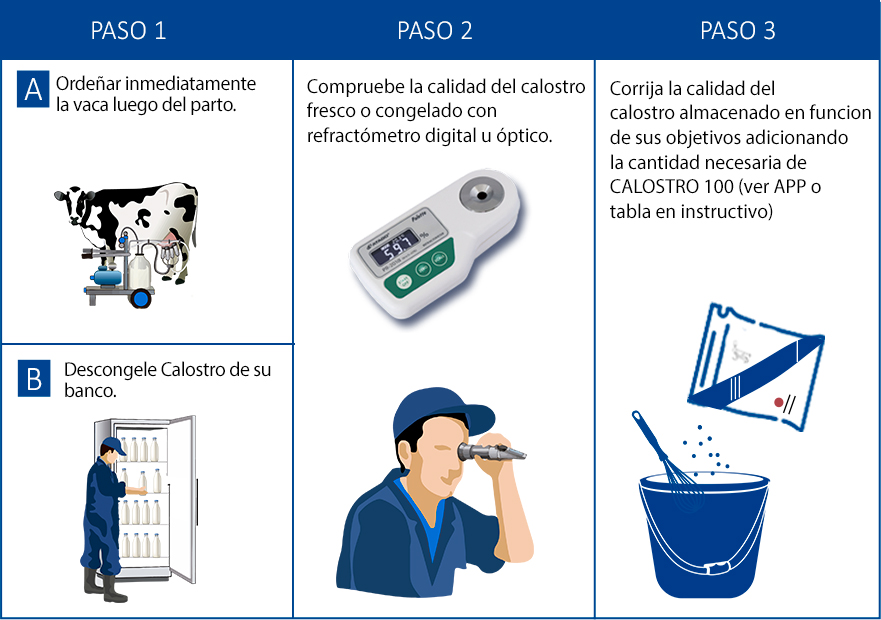 PASO 1
PASO 2
PASO 3
A
Ordeñar inmediatamente
la vaca luego del parto.
B
Descongele Calostro de su
banco.
Compruebe la calidad del calostro
fresco o congelado con
refractómetro digital u óptico.
59.7
%
Corrija la calidad del
calostro almacenado en funcion
de sus objetivos adicionando
la cantidad necesaria de
CALOSTRO 100 (ver APP o
tabla en instructivo)